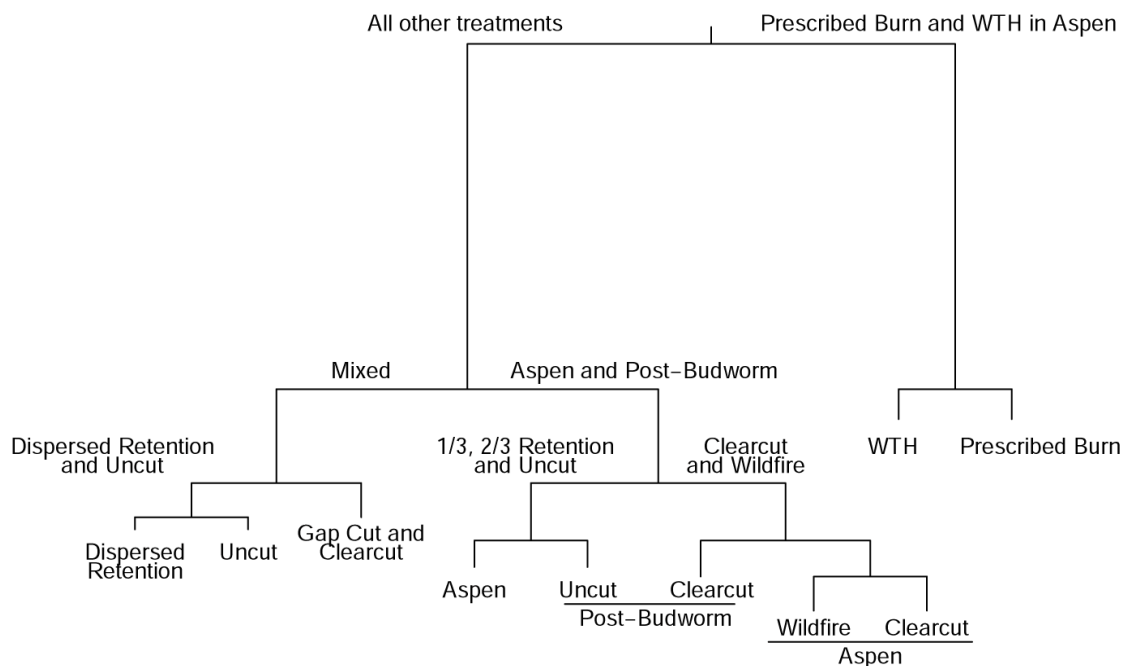 All other treatments
Prescribed Burn and WTH in Aspen
Mixed
Aspen and Post−Budworm
Dispersed Retention
and Uncut
1/3, 2/3 Retention
and Uncut
Clearcut
and Wildfire
WTH
Prescribed Burn
Dispersed
Retention
Uncut
Gap Cut and
Clearcut
Aspen
Uncut
Clearcut
Post−Budworm
Wildfire
Clearcut
Aspen